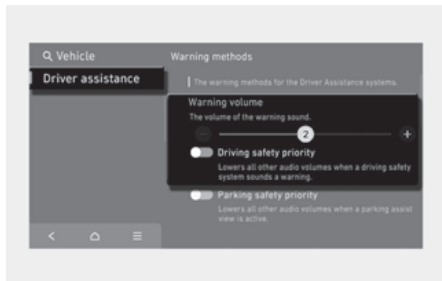 Vehicle
Warning methods
Driver assistance
The warning methods for the Driver Assistance systems.
Warning volume
The volume of the warning sound.
2
Driving safety priority
Lowers all other audio volumes when a driving safety
system sounds a warning.
Parking safety priority
Lowers all other audio volumes when a parking assist
view is active.